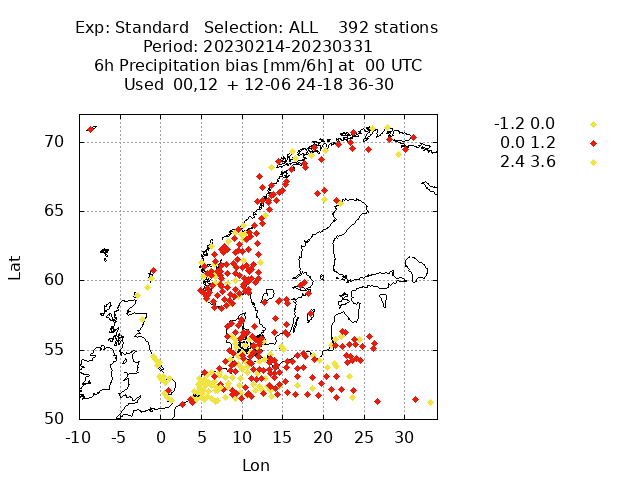 Exp: Standard   Selection: ALL    392 stations
Period: 20230214-20230331
6h Precipitation bias [mm/6h] at  00 UTC
Used  00,12  + 12-06 24-18 36-30
-1.2 0.0
0.0 1.2
2.4 3.6
70
65
60
55
50
Lat
-10 -5 0 5 10 15 20 25 30
Lon